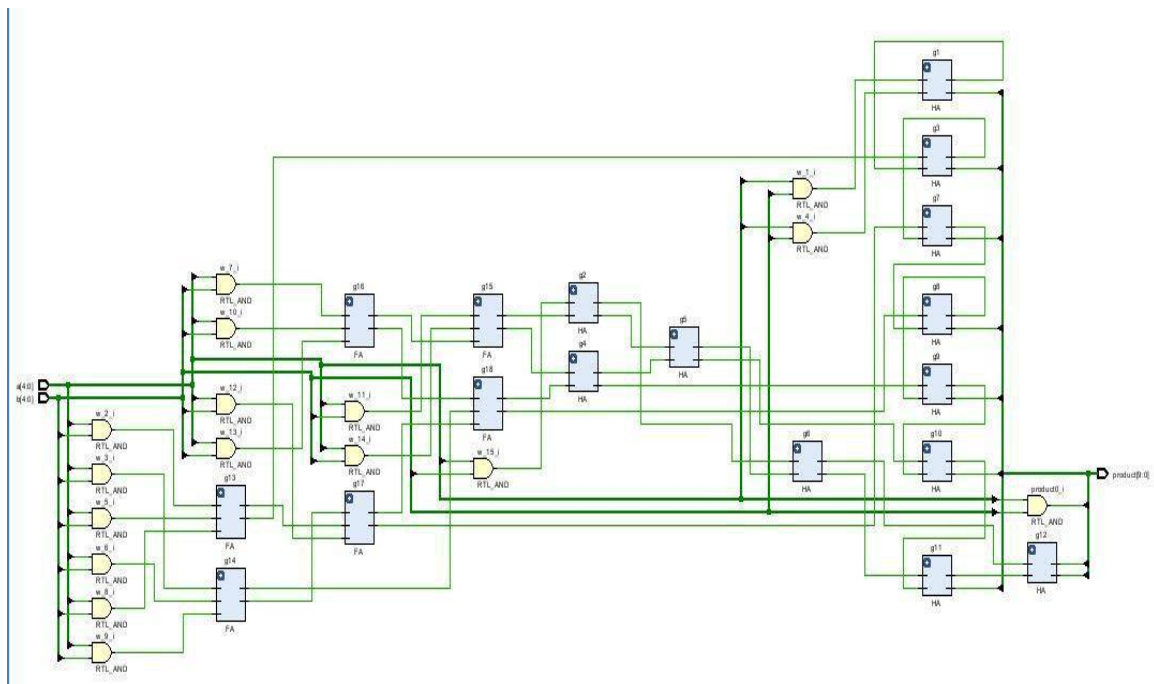 g1
HA
g3
HA
w_1_i
RTL_AND
w_4_i
RTL_AND
g7
HA
w_7_i
RTL_AND
w_10_i
RTL_AND
g16
FA
g15
FA
g2
HA
g4
HA
g5
HA
g8
HA
g9
HA
a[4:0]
b[4:0]
w_12_i
RTL_AND
w_13_i
RTL_AND
w_11_i
RTL_AND
w_14_i
RTL_AND
g18
FA
w_15_i
RTL_AND
w_2_i
RTL_AND
w_3_i
RTL_AND
w_5_i
RTL_AND
w_6_i
RTL_AND
w_8_i
RTL_AND
w_9_i
RTL_AND
g13
FA
g14
FA
g17
FA
g6
HA
g10
HA
product0_i
RTL_AND
product[9:0]
g11
HA
g12
HA